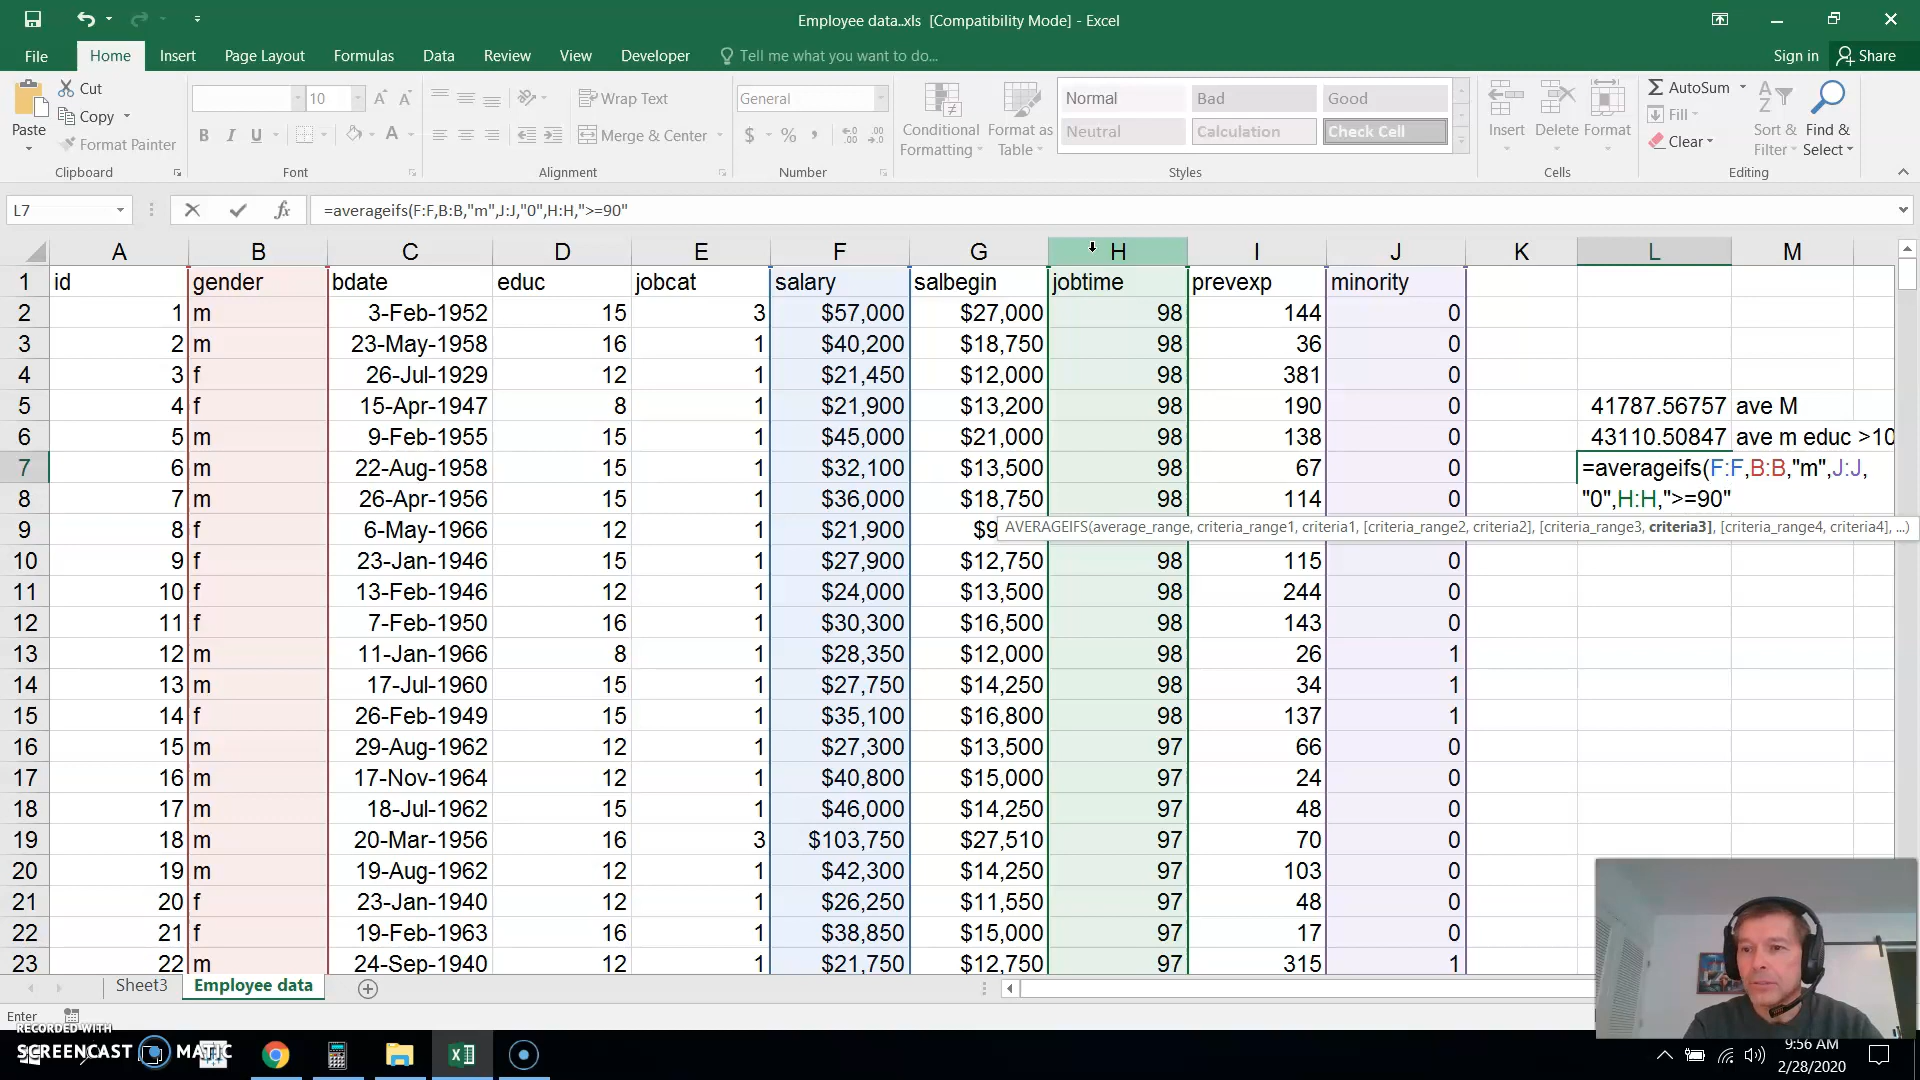 Employee data..xls [Compatibility Mode] - Excel
File Home Insert Page Layout Formulas Data Review View Developer Tell me what you want to do... Sign in Share
Paste
Cut
Copy
Format Painter
Clipboard
10
A A
B I U A
Font
Wrap Text
Merge & Center
Alignment
General
$ % ,
Number
Conditional Formatting
Format as Table
Normal Bad Good
Neutral Calculation Check Cell
Styles
Insert Delete Format
Cells
AutoSum
Fill
Clear
Sort & Filter
Find & Select
Editing
L7 fx =averageifs(F:F,B:B,"m",J:J,"0",H:H,">=90"
A B C D E F G H I J K L M
1 id gender bdate educ jobcat salary salbegin jobtime prevexp minority
2 1 m 3-Feb-1952 15 3 $57,000 $27,000 98 144 0
3 2 m 23-May-1958 16 1 $40,200 $18,750 98 36 0
4 3 f 26-Jul-1929 12 1 $21,450 $12,000 98 381 0
5 4 f 15-Apr-1947 8 1 $21,900 $13,200 98 190 0 41787.56757 ave M
6 5 m 9-Feb-1955 15 1 $45,000 $21,000 98 138 0 43110.50847 ave m educ >10
7 6 m 22-Aug-1958 15 1 $32,100 $13,500 98 67 0 =averageifs(F:F,B:B,"m",J:J,
8 7 m 26-Apr-1956 15 1 $36,000 $18,750 98 114 0 "0",H:H,">=90"
9 8 f 6-May-1966 12 1 $21,900 $9 AVERAGEIFS(average_range, criteria_range1, criteria1, [criteria_range2, criteria2], [criteria_range3, criteria3], [criteria_range4, criteria4], ...)
10 9 f 23-Jan-1946 15 1 $27,900 $12,750 98 115 0
11 10 f 13-Feb-1946 12 1 $24,000 $13,500 98 244 0
12 11 f 7-Feb-1950 16 1 $30,300 $16,500 98 143 0
13 12 m 11-Jan-1966 8 1 $28,350 $12,000 98 26 1
14 13 m 17-Jul-1960 15 1 $27,750 $14,250 98 34 1
15 14 f 26-Feb-1949 15 1 $35,100 $16,800 98 137 1
16 15 m 29-Aug-1962 12 1 $27,300 $13,500 97 66 0
17 16 m 17-Nov-1964 12 1 $40,800 $15,000 97 24 0
18 17 m 18-Jul-1962 15 1 $46,000 $14,250 97 48 0
19 18 m 20-Mar-1956 16 3 $103,750 $27,510 97 70 0
20 19 m 19-Aug-1962 12 1 $42,300 $14,250 97 103 0
21 20 f 23-Jan-1940 12 1 $26,250 $11,550 97 48 0
22 21 f 19-Feb-1963 16 1 $38,850 $15,000 97 17 0
23 22 m 24-Sep-1940 12 1 $21,750 $12,750 97 315 1
Sheet3 Employee data
Enter
RECORDED WITH
SCREENCAST MATIC
9:56 AM
2/28/2020